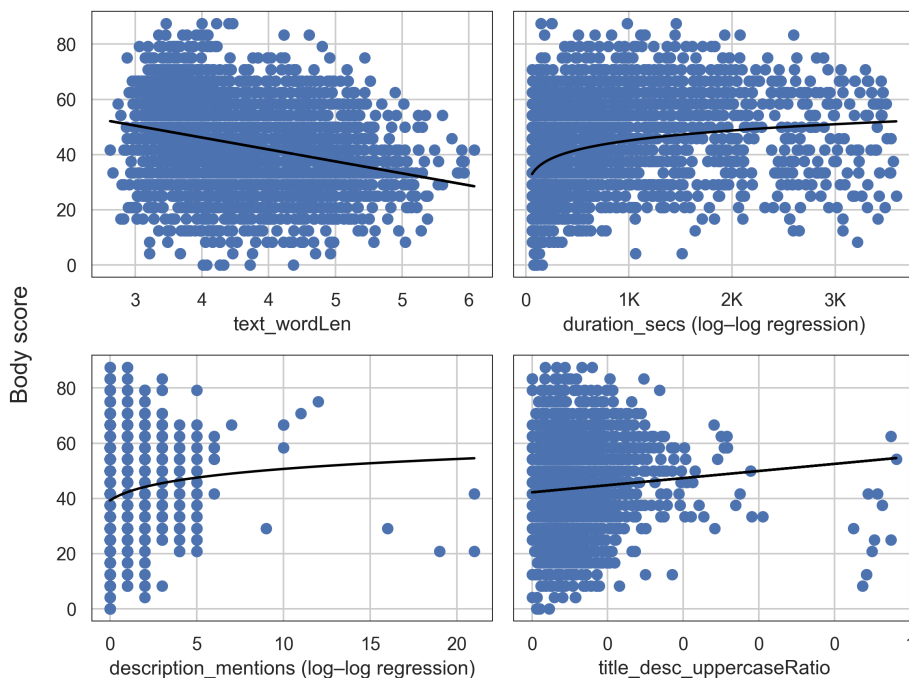 Body score
80
60
40
20
0
3 4 4 5 5 6
text_wordLen
0 1K 2K 3K
duration_secs (log–log regression)
80
60
40
20
0
0 5 10 15 20
description_mentions (log–log regression)
0 0 0 0 0 1
title_desc_uppercaseRatio